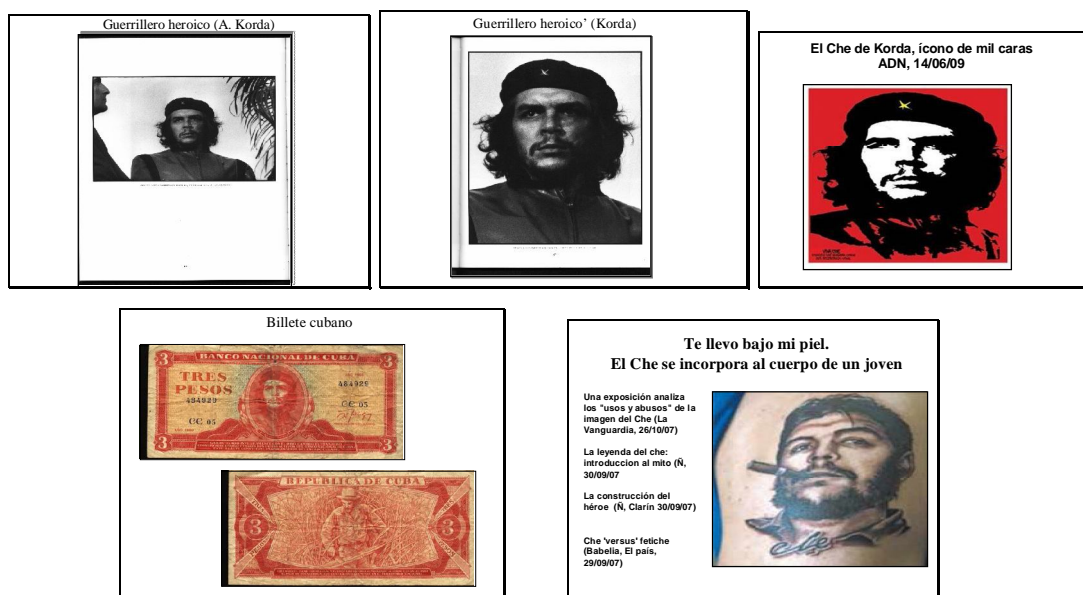 Guerrillero heroico (A. Korda)
Guerrillero heroico’ (Korda)
El Che de Korda, ícono de mil caras
ADN, 14/06/09
Billete cubano
BANCO NACIONAL DE CUBA
3
3
TRES
PESOS
484929
484929
CC 05
CC 05
3
3
REPUBLICA DE CUBA
3
3
Te llevo bajo mi piel.
El Che se incorpora al cuerpo de un joven
Una exposición analiza
los "usos y abusos" de la
imagen del Che (La
Vanguardia, 26/10/07)
La leyenda del che:
introduccion al mito (Ñ,
30/09/07
La construcción del
héroe (Ñ, Clarín 30/09/07)
Che 'versus' fetiche
(Babelia, El país,
29/09/07)
che